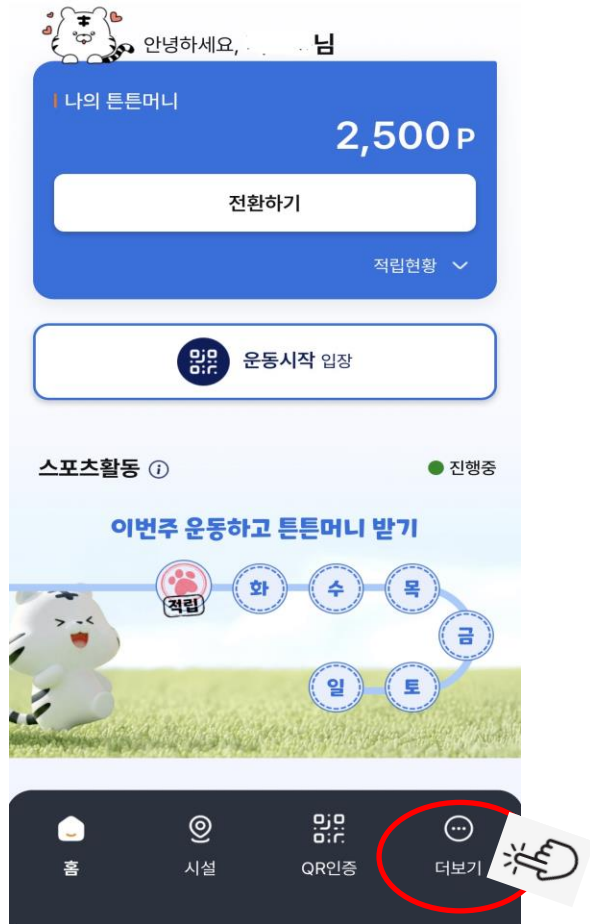 안녕하세요, 님
나의 튼튼머니
2,500 P
전환하기
적립현황
운동시작 입장
스포츠활동
진행중
이번주 운동하고 튼튼머니 받기
적립 화 수 목
금
일 토
홈 시설 QR인증 더보기